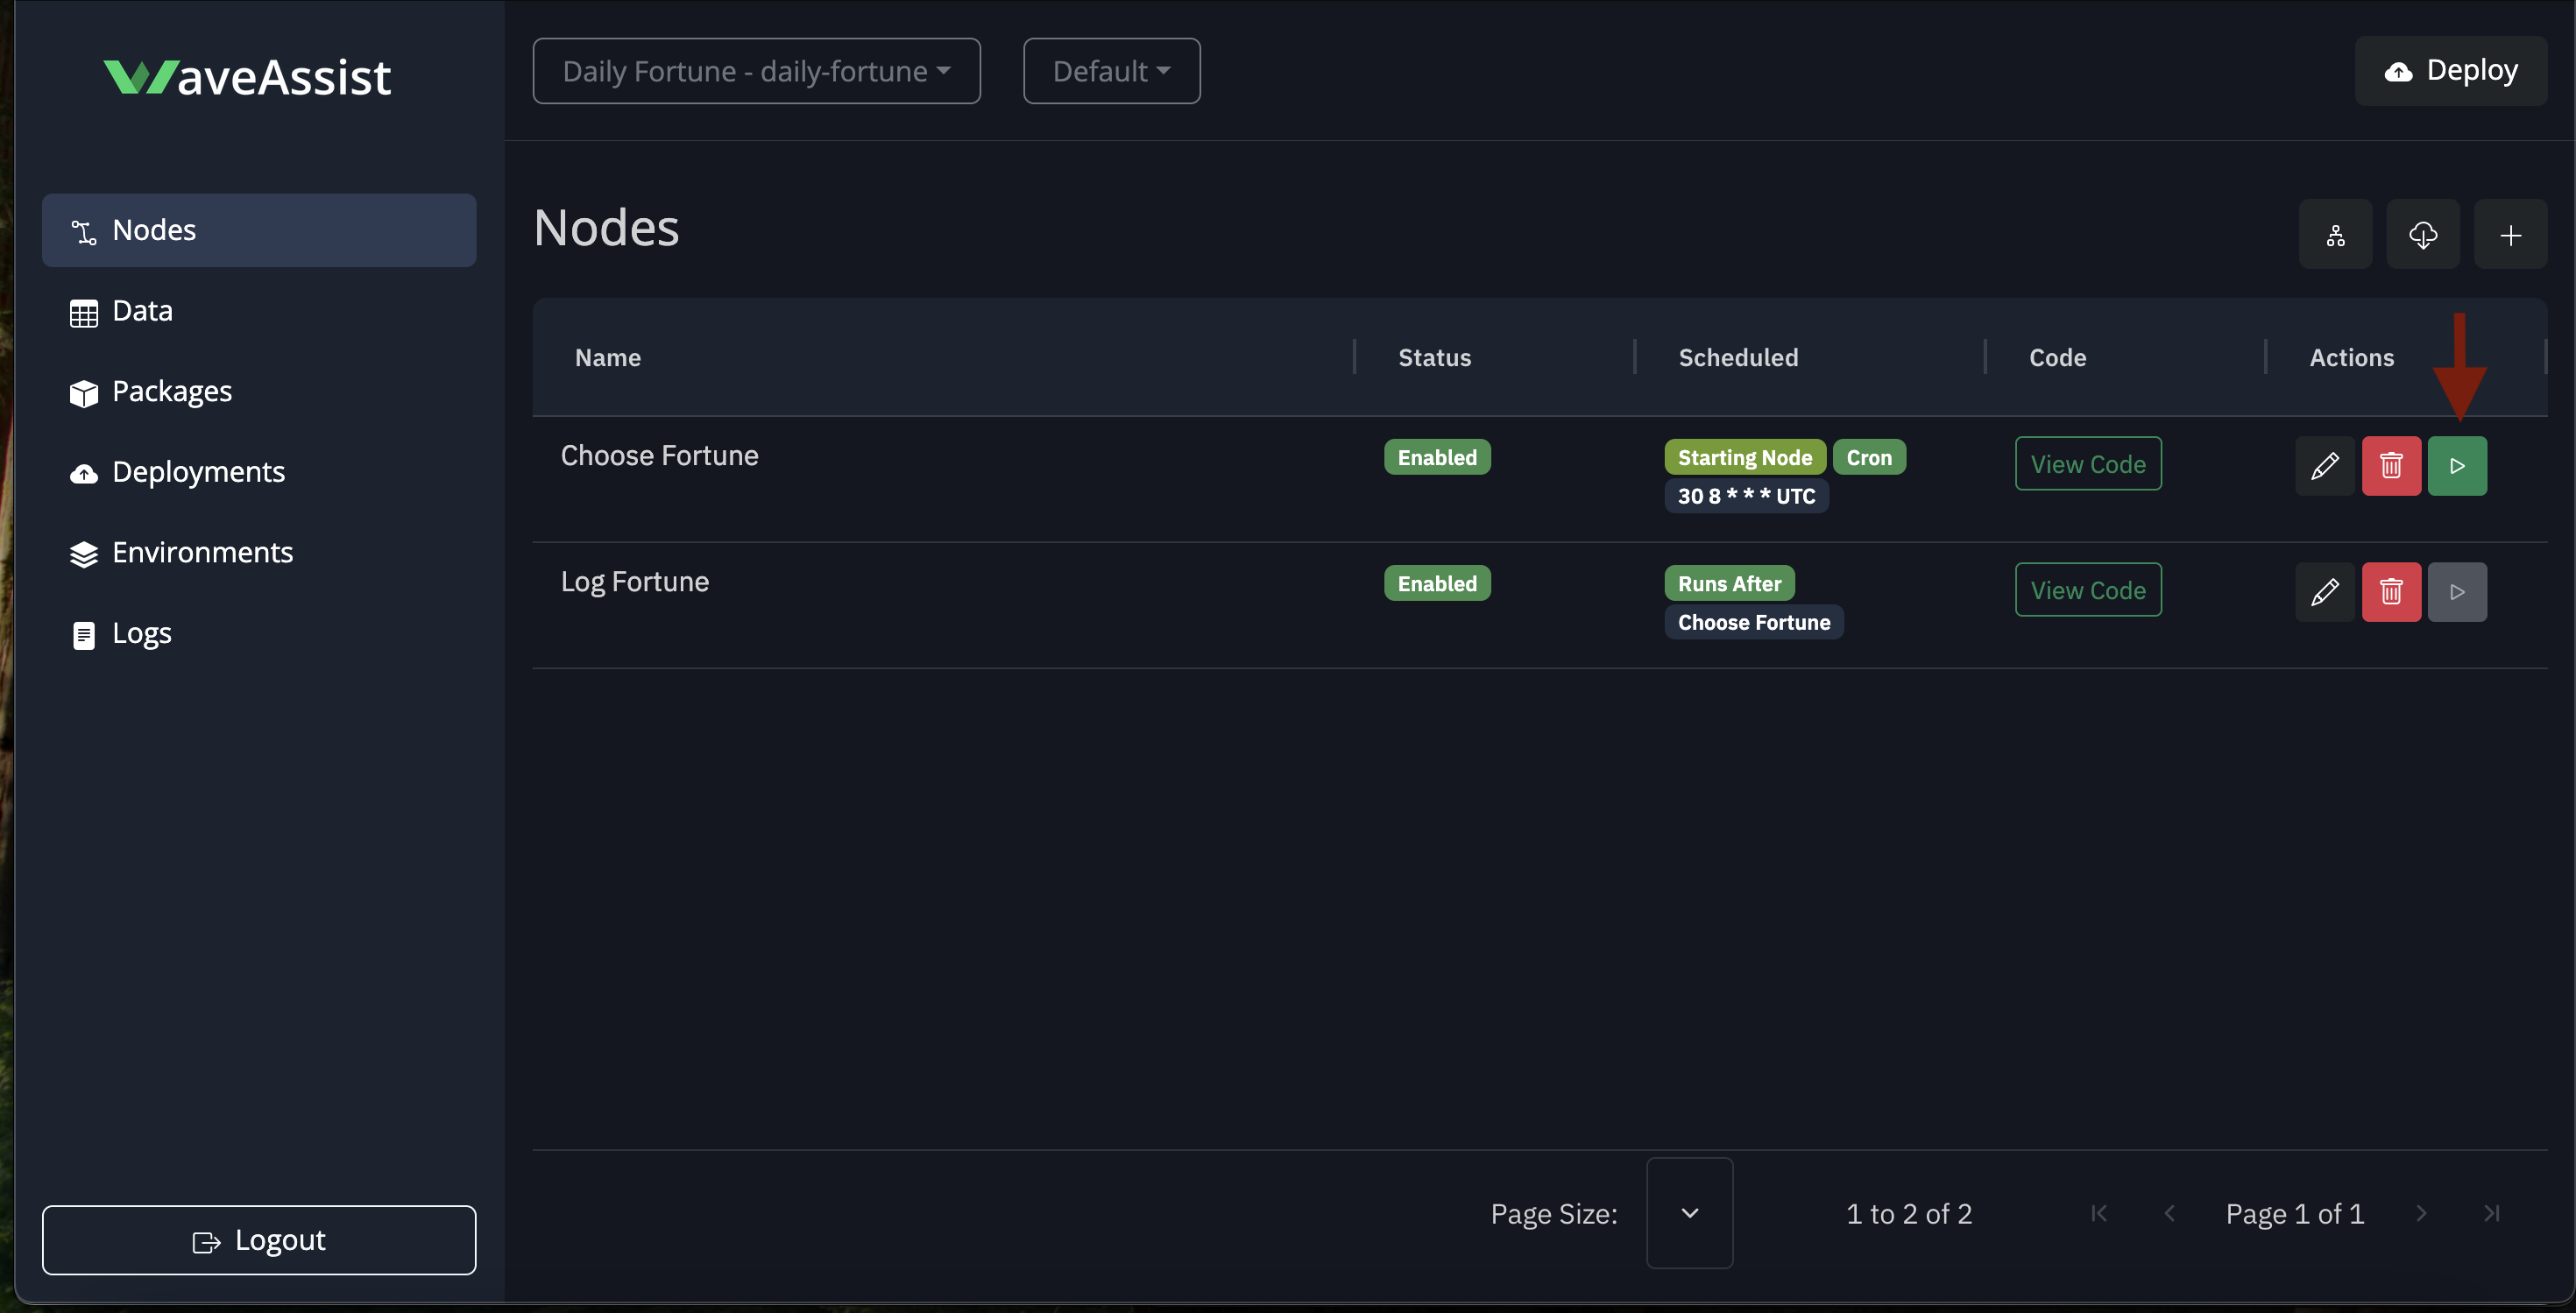 WaveAssist
Daily Fortune - daily-fortune
Default
Deploy
Nodes
Data
Packages
Deployments
Environments
Logs
Logout
Nodes
Name Status Scheduled Code Actions
Choose Fortune Enabled Starting Node Cron View Code
30 8 * * * UTC
Log Fortune Enabled Runs After View Code
Choose Fortune
Page Size: 1 to 2 of 2 Page 1 of 1